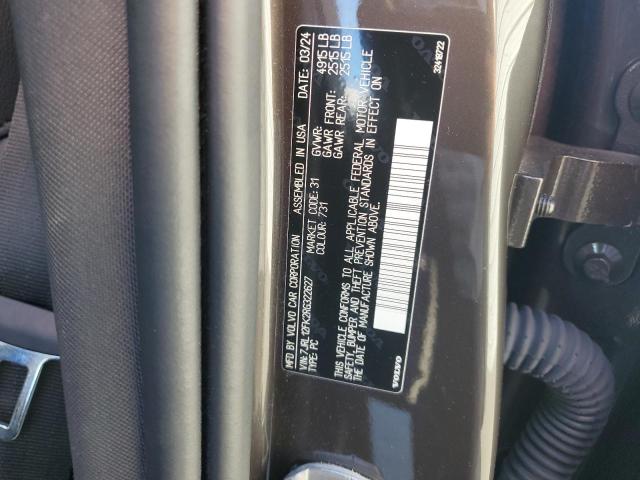 MFD BY VOLVO CAR CORPORATION ASSEMBLED IN USA 03/24
VIN: 7JRL12FK2RG322627 GVWR: 4915 LB
TYPE: PC MARKET CODE: 31 GAWR FRONT: 2515 LB
COLOUR: 731 GAWR REAR: 2515 LB
THIS VEHICLE CONFORMS TO ALL APPLICABLE FEDERAL MOTOR VEHICLE
SAFETY, BUMPER AND THEFT PREVENTION STANDARDS IN EFFECT ON
THE DATE OF MANUFACTURE SHOWN ABOVE.
VOLVO 32418722